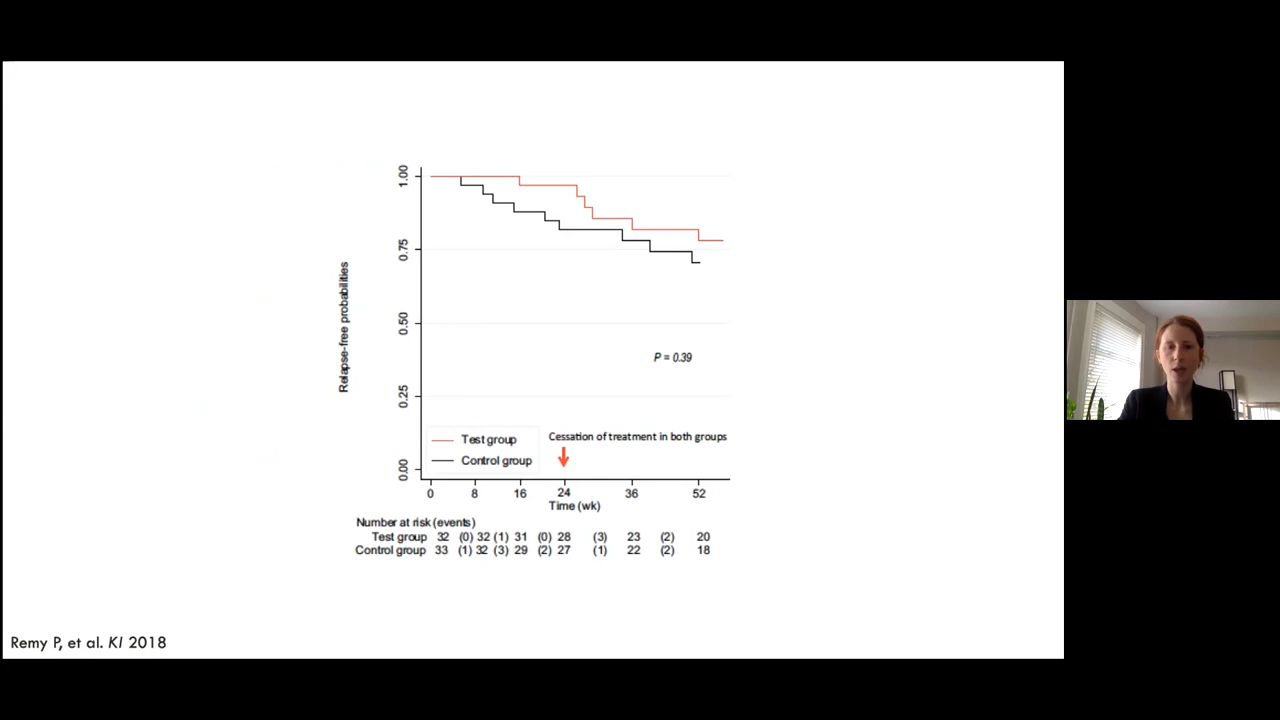 1.00
0.75
0.50
0.25
0.00
Relapse-free probabilities
P = 0.39
Test group
Control group
Cessation of treatment in both groups
0 8 16 24 36 52
Time (wk)
Number at risk (events)
Test group 32 (0) 32 (1) 31 (0) 28 (3) 23 (2) 20
Control group 33 (1) 32 (3) 29 (2) 27 (1) 22 (2) 18
Remy P, et al. KI 2018